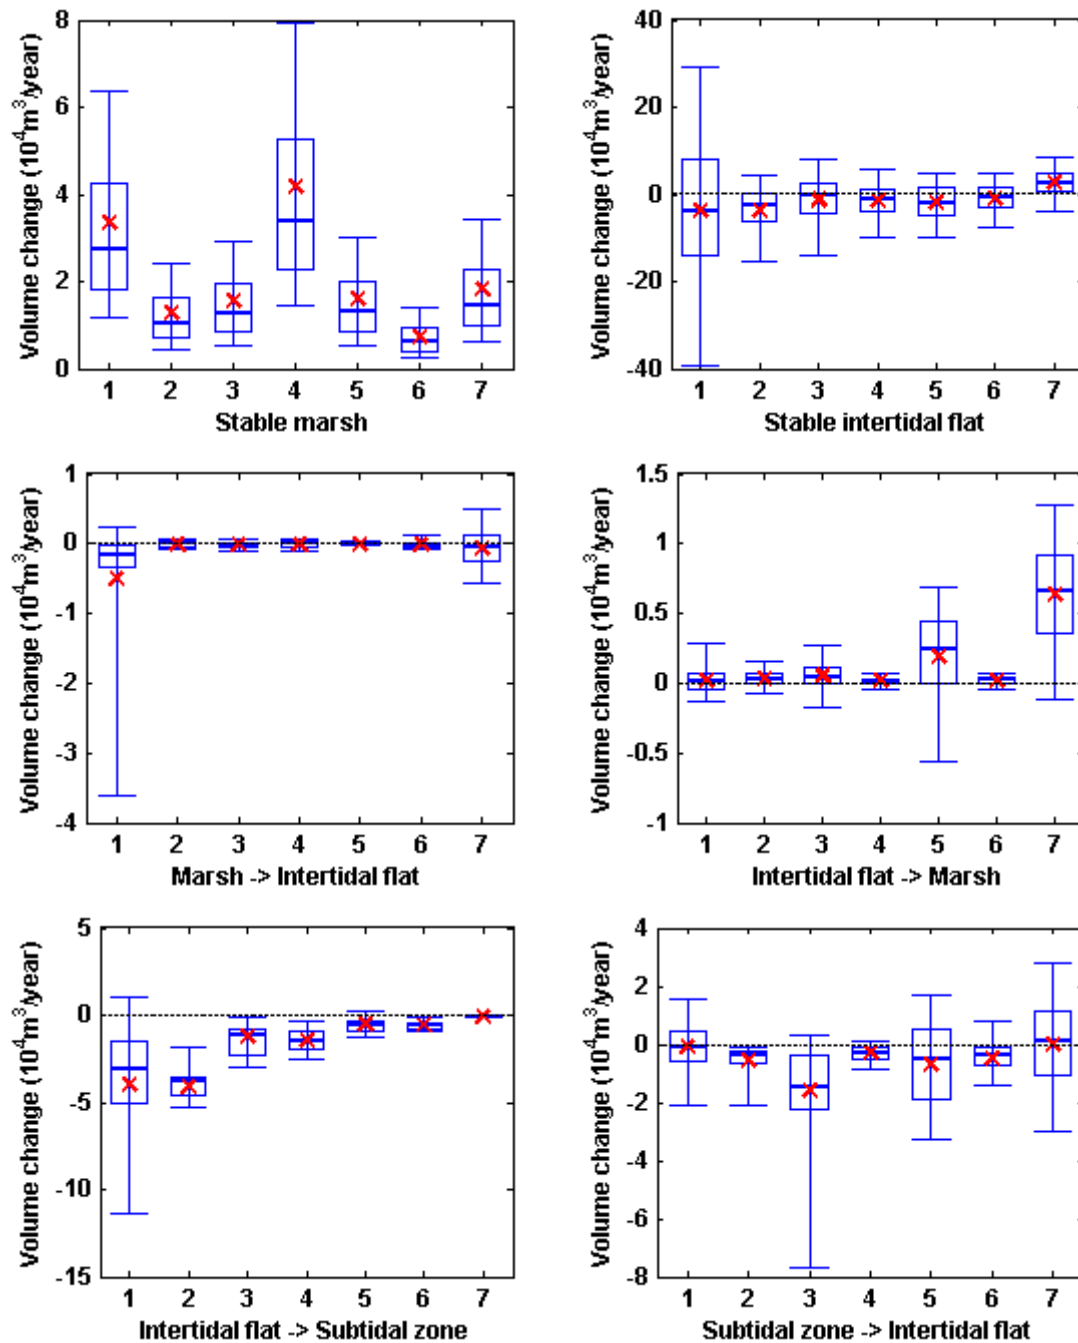 Volume change (10⁴m³/year)
8
6
4
2
0
1 2 3 4 5 6 7
Stable marsh
Volume change (10⁴m³/year)
40
20
0
-20
-40
1 2 3 4 5 6 7
Stable intertidal flat
Volume change (10⁴m³/year)
1
0
-1
-2
-3
-4
1 2 3 4 5 6 7
Marsh -> Intertidal flat
Volume change (10⁴m³/year)
1.5
1
0.5
0
-0.5
-1
1 2 3 4 5 6 7
Intertidal flat -> Marsh
Volume change (10⁴m³/year)
5
0
-5
-10
-15
1 2 3 4 5 6 7
Intertidal flat -> Subtidal zone
Volume change (10⁴m³/year)
4
2
0
-2
-4
-6
-8
1 2 3 4 5 6 7
Subtidal zone -> Intertidal flat